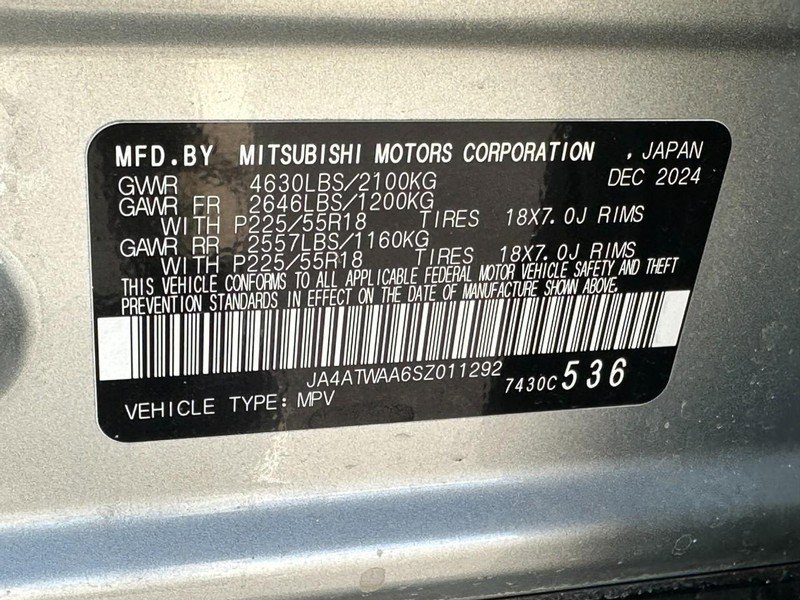 MFD.BY MITSUBISHI MOTORS CORPORATION , JAPAN
GVWR 4630LBS/2100KG DEC 2024
GAWR FR 2646LBS/1200KG
WITH P225/55R18 TIRES 18X7.0J RIMS
GAWR RR 2557LBS/1160KG
WITH P225/55R18 TIRES 18X7.0J RIMS
THIS VEHICLE CONFORMS TO ALL APPLICABLE FEDERAL MOTOR VEHICLE SAFETY AND THEFT
PREVENTION STANDARDS IN EFFECT ON THE DATE OF MANUFACTURE SHOWN ABOVE.
JA4ATWAA6SZ011292 7430C 536
VEHICLE TYPE: MPV